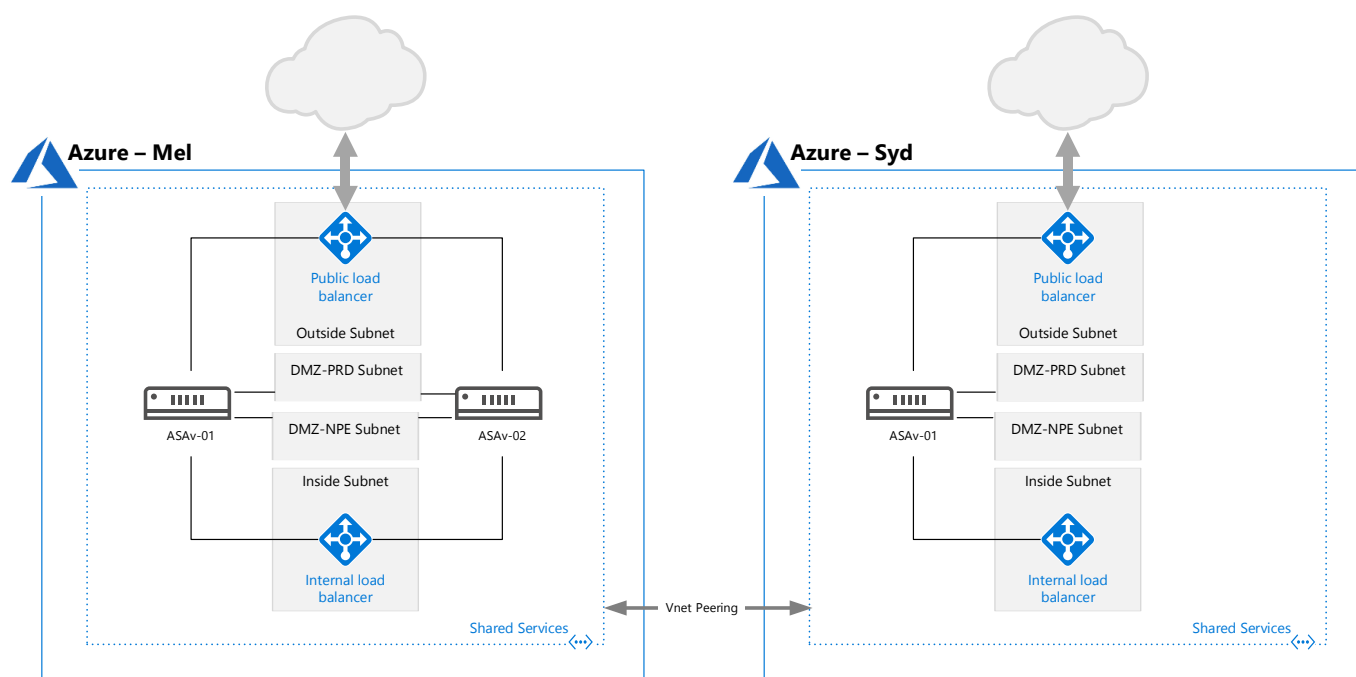 Azure – Mel
Public load
balancer
Outside Subnet
DMZ-PRD Subnet
ASAv-01
DMZ-NPE Subnet
ASAv-02
Inside Subnet
Internal load
balancer
Shared Services
Vnet Peering
Azure – Syd
Public load
balancer
Outside Subnet
DMZ-PRD Subnet
ASAv-01
DMZ-NPE Subnet
Inside Subnet
Internal load
balancer
Shared Services